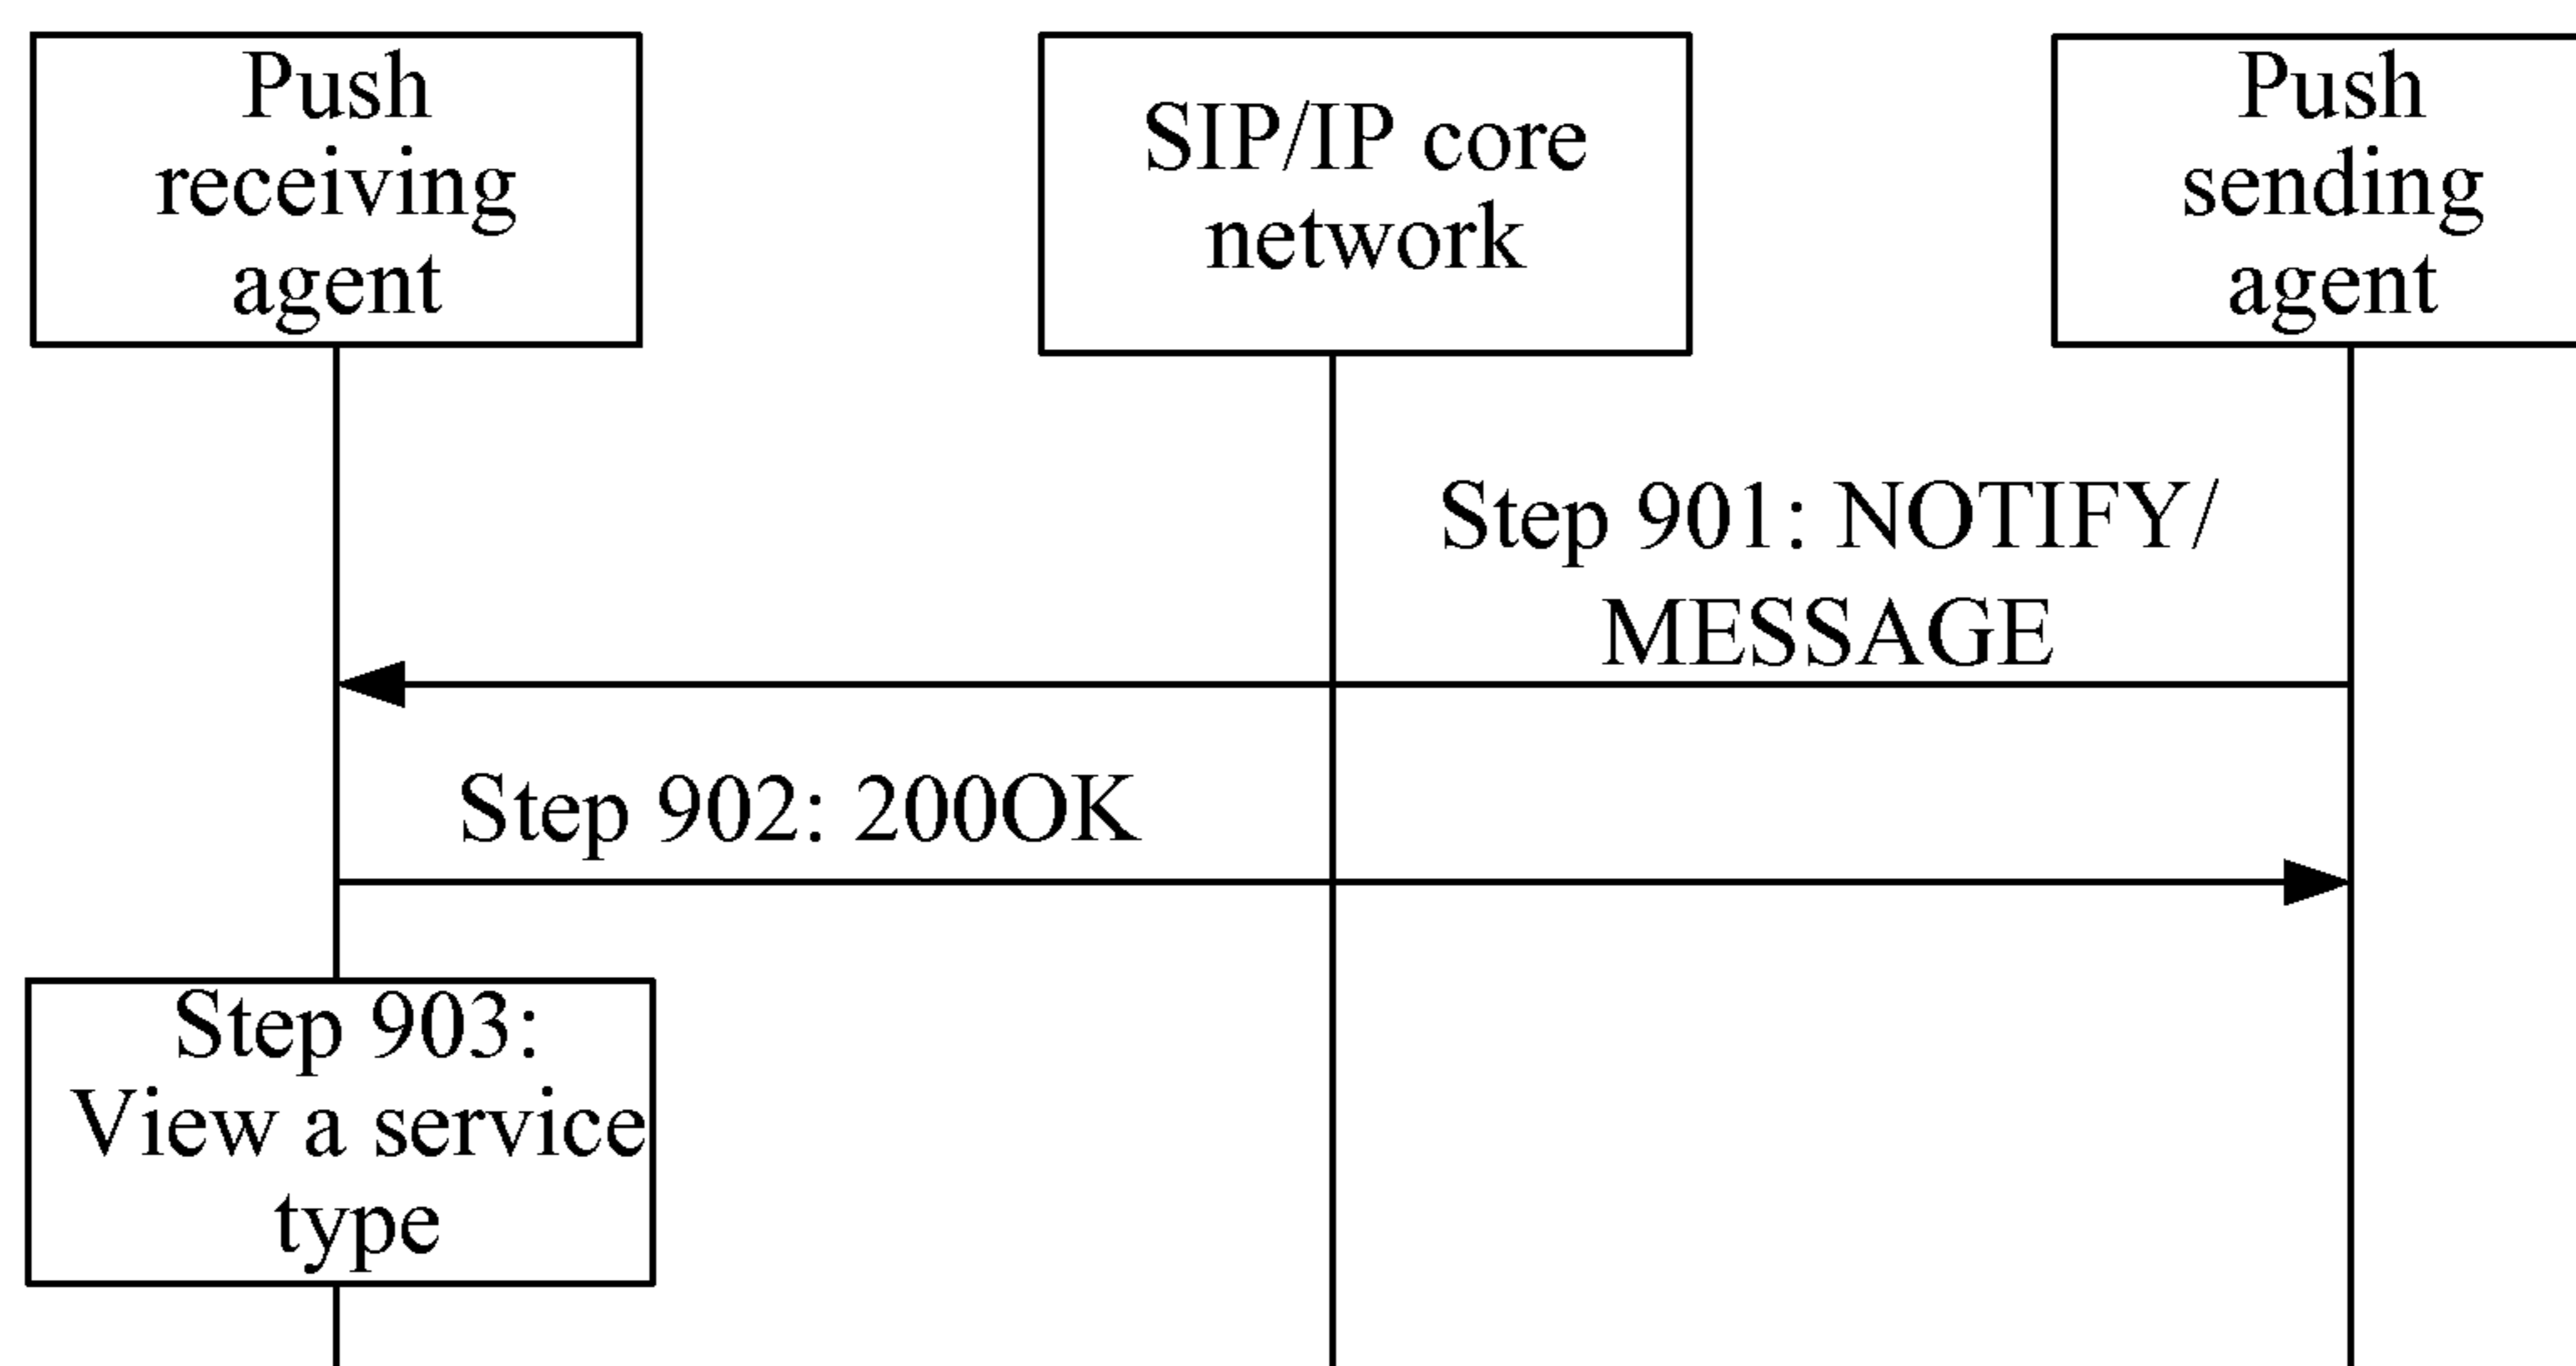 Push
receiving
agent
SIP/IP core
network
Push
sending
agent
Step 901: NOTIFY/
MESSAGE
Step 902: 200OK
Step 903:
View a service
type